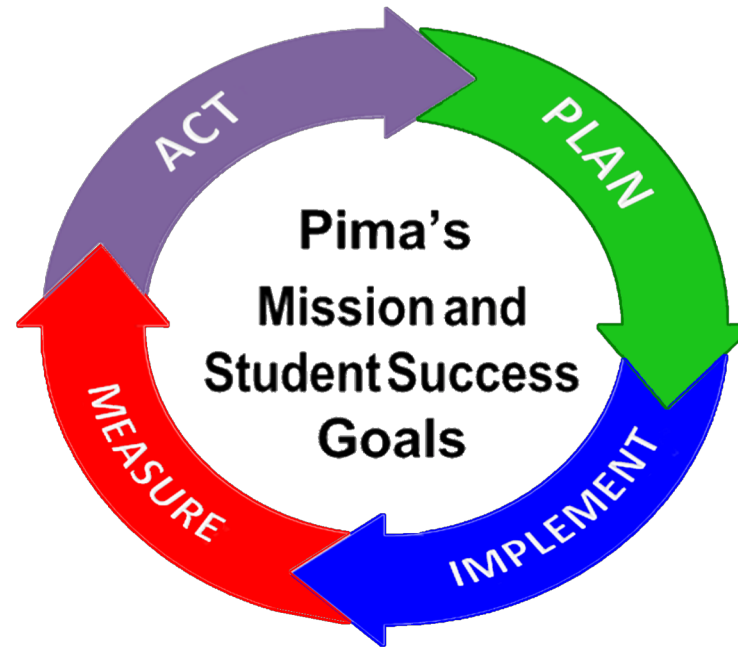 ACT
PLAN
Pima's
Mission and
Student Success
Goals
MEASURE
IMPLEMENT